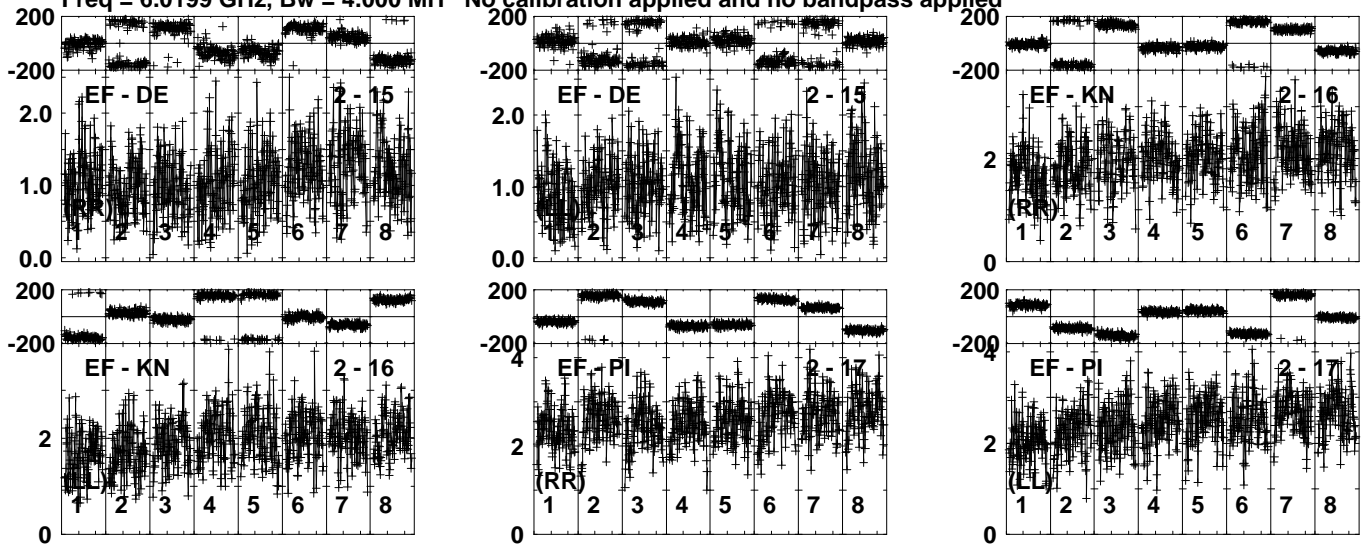 Freq = 6.0199 GHz, Bw = 4.000 MH No calibration applied and no bandpass applied
200 200 200
-200 -200 -200
EF - DE 2 - 15 EF - DE 2 - 15 EF - KN 2 - 16
2.0 2.0
2
1.0 1.0
(RR) (LL) (RR)
1 2 3 4 5 6 7 8 1 2 3 4 5 6 7 8 1 2 3 4 5 6 7 8
0.0 0.0 0
200 200 200
-200 -200 -200
4 4
EF - KN 2 - 16 EF - PI 2 - 17 EF - PI 2 - 17
2 2 2
(LL) (RR) (LL)
1 2 3 4 5 6 7 8 1 2 3 4 5 6 7 8 1 2 3 4 5 6 7 8
0 0 0